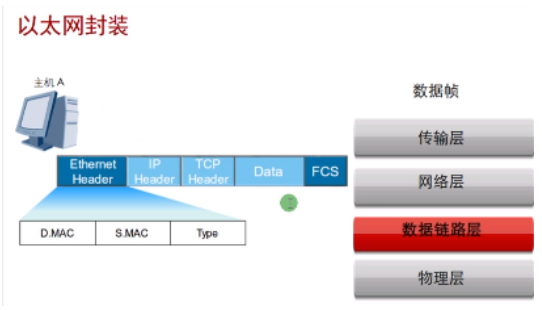 以太网封装
主机 A
数据帧
传输层
Ethernet Header
IP Header
TCP Header
Data
FCS
网络层
D.MAC
S.MAC
Type
数据链路层
物理层